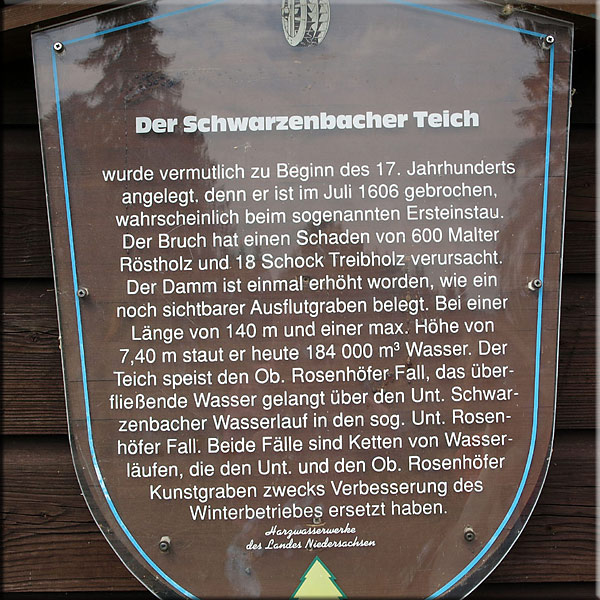 Der Schwarzenbacher Teich
wurde vermutlich zu Beginn des 17. Jahrhunderts
angelegt, denn er ist im Juli 1606 gebrochen,
wahrscheinlich beim sogenannten Ersteinstau.
Der Bruch hat einen Schaden von 600 Malter
Röstholz und 18 Schock Treibholz verursacht.
Der Damm ist einmal erhöht worden, wie ein
noch sichtbarer Ausflutgraben belegt. Bei einer
Länge von 140 m und einer max. Höhe von
7,40 m staut er heute 184 000 m³ Wasser. Der
Teich speist den Ob. Rosenhöfer Fall, das über-
fließende Wasser gelangt über den Unt. Schwar-
zenbacher Wasserlauf in den sog. Unt. Rosen-
höfer Fall. Beide Fälle sind Ketten von Wasser-
läufen, die den Unt. und den Ob. Rosenhöfer
Kunstgraben zwecks Verbesserung des
Winterbetriebes ersetzt haben.
Harzwasserwerke
des Landes Niedersachsen